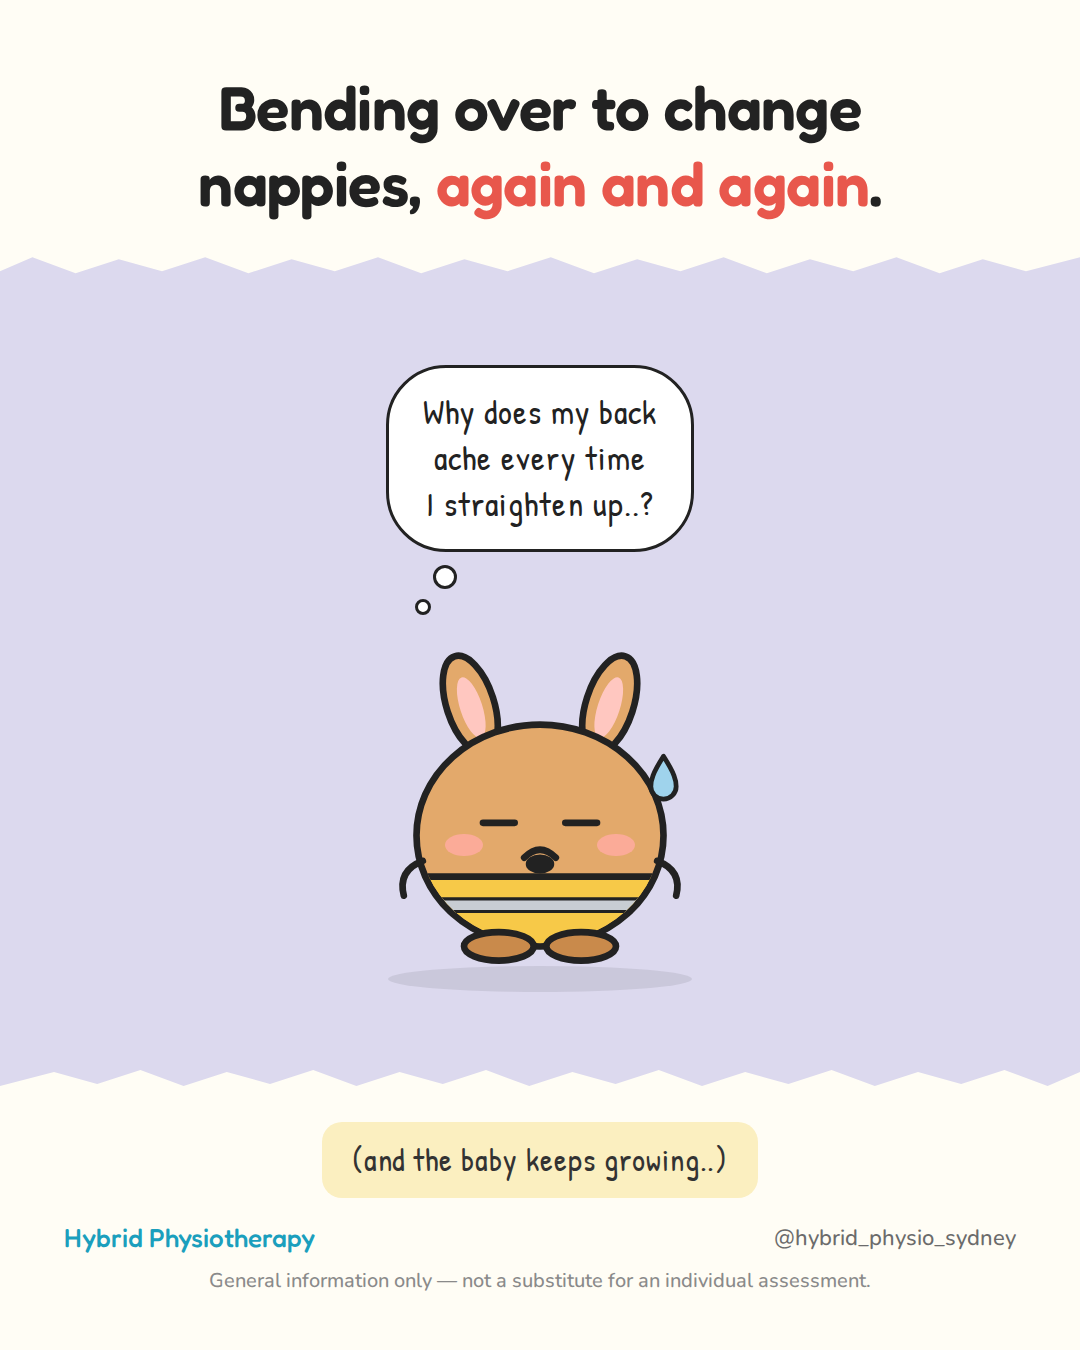 Bending over to change
nappies, again and again.
Why does my back
ache every time
I straighten up..?
(and the baby keeps growing..)
Hybrid Physiotherapy
@hybrid_physio_sydney
General information only — not a substitute for an individual assessment.